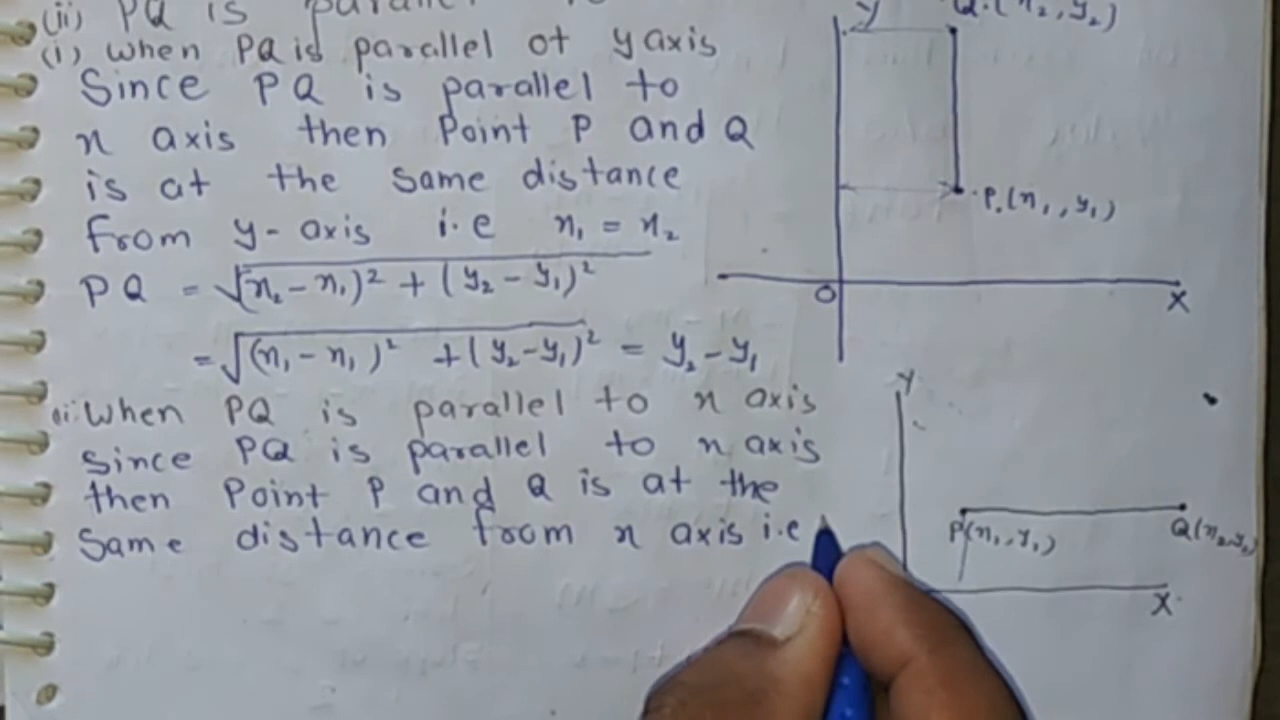 (ii) PQ is parallel to
(i) when PQ is parallel of y axis
Since PQ is parallel to
x axis then Point P and Q
is at the same distance
from y-axis i.e x₁ = x₂
PQ = √(x₂ - x₁)² + (y₂ - y₁)²
= √(x₁ - x₁)² + (y₂ - y₁)² = y₂ - y₁
(ii) When PQ is parallel to x axis
Since PQ is parallel to x axis
then Point P and Q is at the
Same distance from x axis i.e
Y
Q (x₂, y₂)
P (x₁, y₁)
O
X
Y
P(x₁, y₁)
Q(x₂, y₂)
X